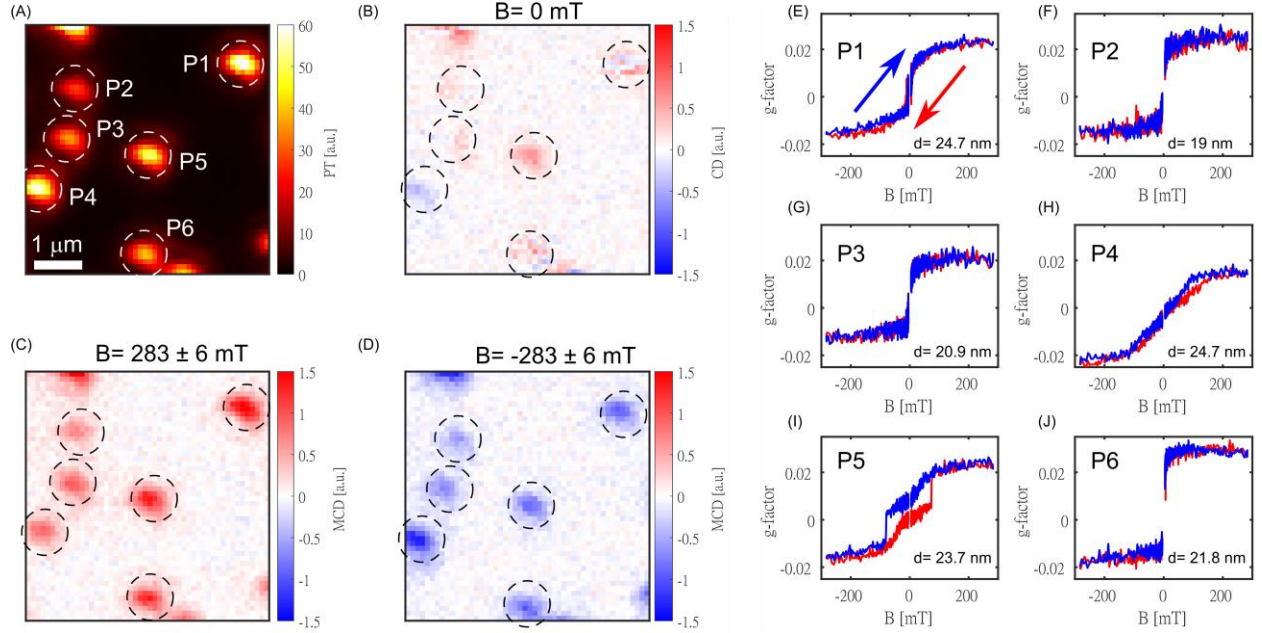 (A)
P1
P2
P3
P5
P4
P6
1 μm
60
50
40
30
20
10
0
PT [a.u.]
(B)
B= 0 mT
1.5
1
0.5
0
-0.5
-1
-1.5
CD [a.u.]
(C)
B= 283 ± 6 mT
1.5
1
0.5
0
-0.5
-1
-1.5
MCD [a.u.]
(D)
B= -283 ± 6 mT
1.5
1
0.5
0
-0.5
-1
-1.5
MCD [a.u.]
(E)
P1
g-factor
0.02
0
-0.02
d= 24.7 nm
-200 0 200
B [mT]
(F)
P2
g-factor
0.02
0
-0.02
d= 19 nm
-200 0 200
B [mT]
(G)
P3
g-factor
0.02
0
-0.02
d= 20.9 nm
-200 0 200
B [mT]
(H)
P4
g-factor
0.02
0
-0.02
d= 24.7 nm
-200 0 200
B [mT]
(I)
P5
g-factor
0.02
0
-0.02
d= 23.7 nm
-200 0 200
B [mT]
(J)
P6
g-factor
0.02
0
-0.02
d= 21.8 nm
-200 0 200
B [mT]